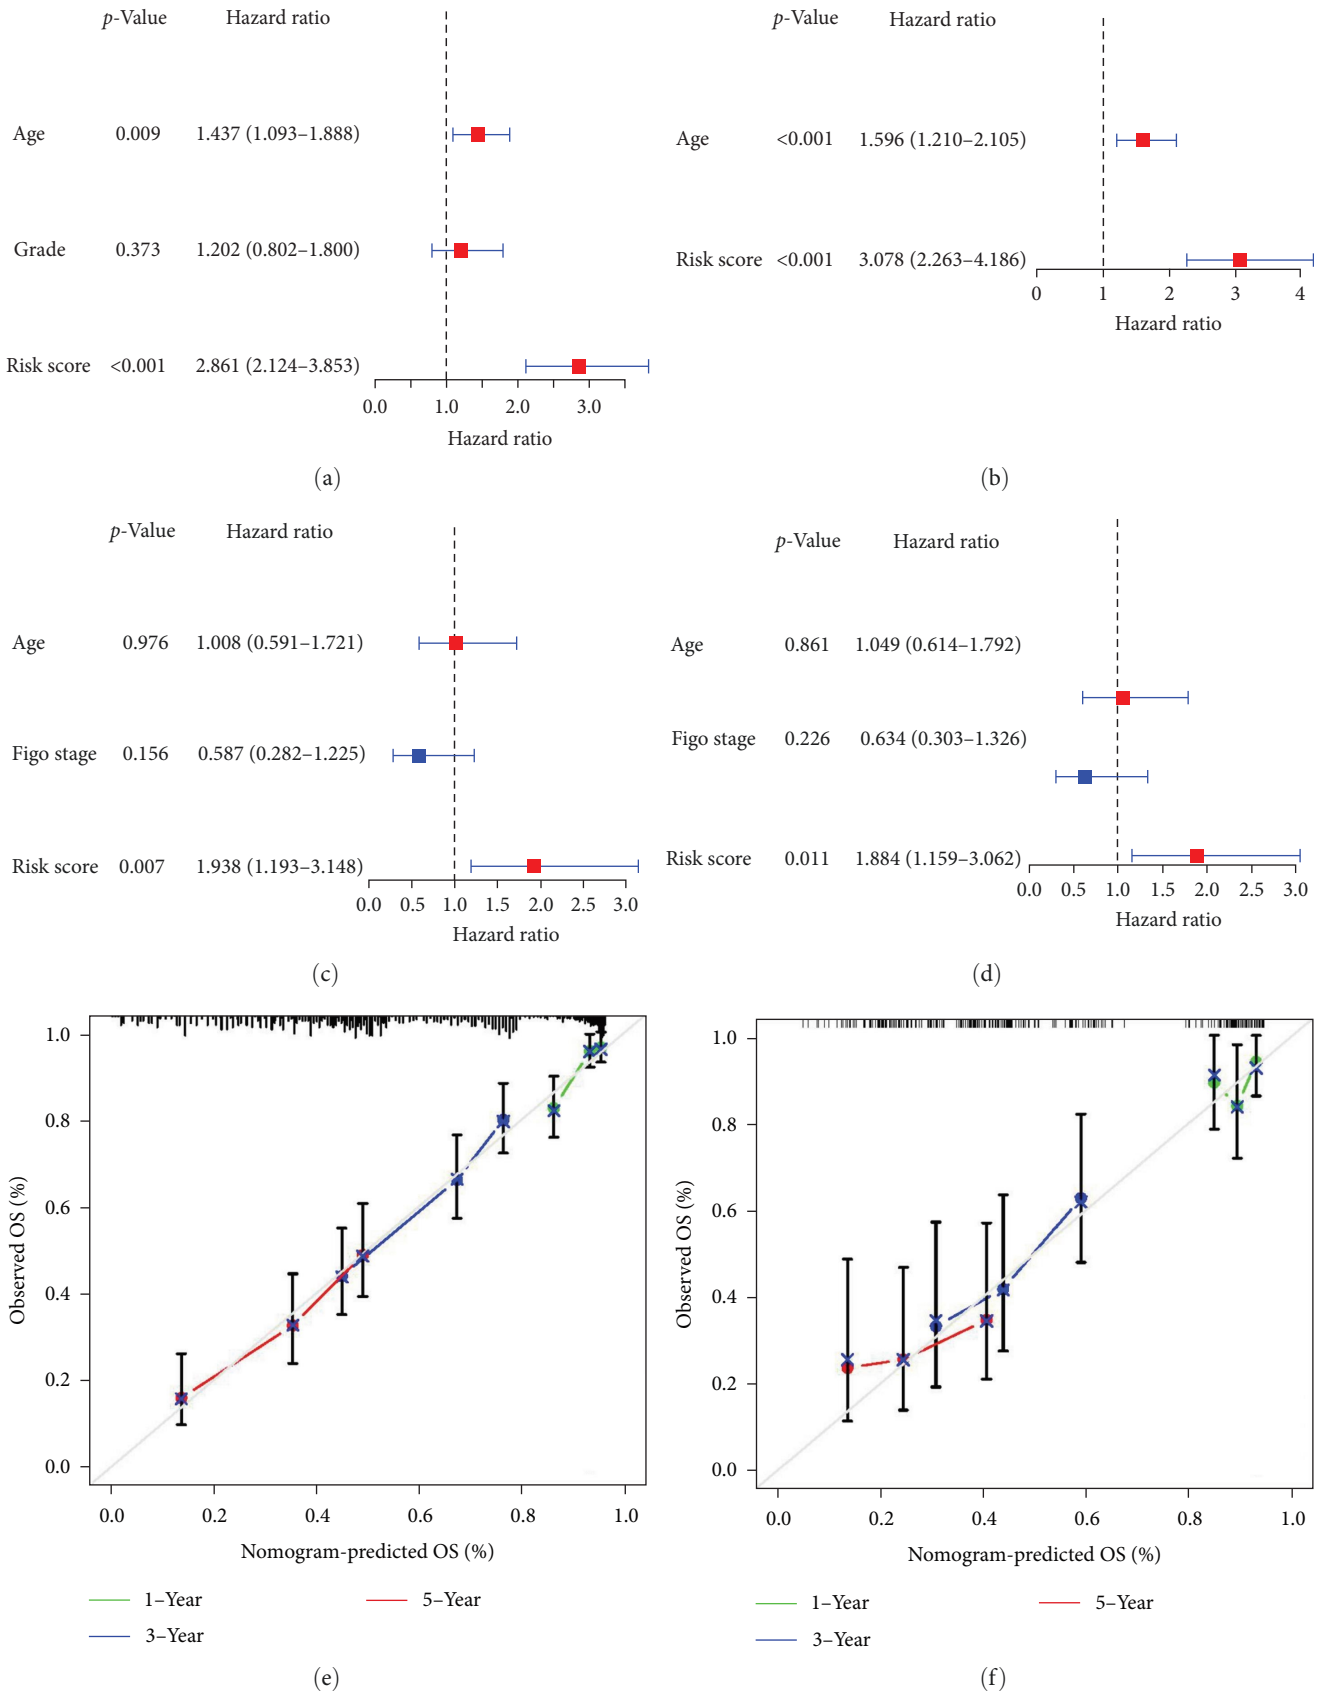 p-Value Hazard ratio
Age 0.009 1.437 (1.093–1.888)
Grade 0.373 1.202 (0.802–1.800)
Risk score <0.001 2.861 (2.124–3.853)
0.0 1.0 2.0 3.0
Hazard ratio
(a)
p-Value Hazard ratio
Age <0.001 1.596 (1.210–2.105)
Risk score <0.001 3.078 (2.263–4.186)
0 1 2 3 4
Hazard ratio
(b)
p-Value Hazard ratio
Age 0.976 1.008 (0.591–1.721)
Figo stage 0.156 0.587 (0.282–1.225)
Risk score 0.007 1.938 (1.193–3.148)
0.0 0.5 1.0 1.5 2.0 2.5 3.0
Hazard ratio
(c)
p-Value Hazard ratio
Age 0.861 1.049 (0.614–1.792)
Figo stage 0.226 0.634 (0.303–1.326)
Risk score 0.011 1.884 (1.159–3.062)
0.0 0.5 1.0 1.5 2.0 2.5 3.0
Hazard ratio
(d)
1.0
0.8
0.6
0.4
0.2
0.0
Observed OS (%)
0.0 0.2 0.4 0.6 0.8 1.0
Nomogram-predicted OS (%)
1–Year 5–Year
3–Year
(e)
1.0
0.8
0.6
0.4
0.2
0.0
Observed OS (%)
0.0 0.2 0.4 0.6 0.8 1.0
Nomogram-predicted OS (%)
1–Year 5–Year
3–Year
(f)